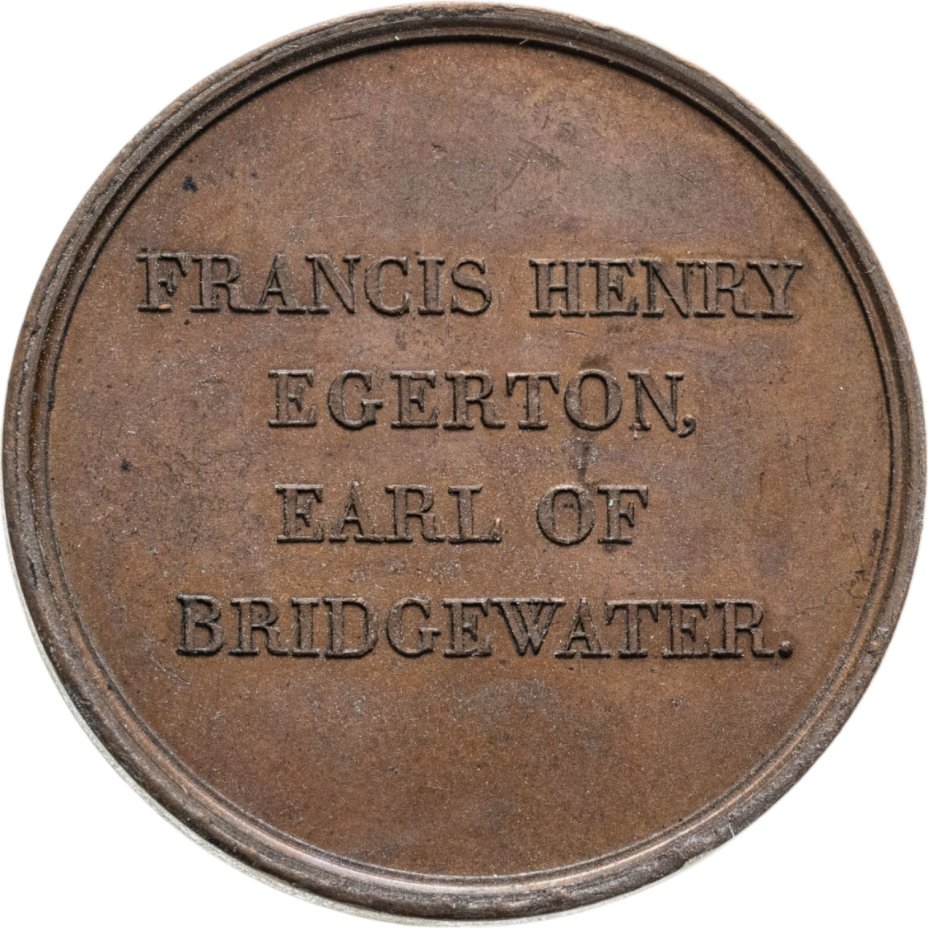 FRANCIS HENRY
EGERTON,
EARL OF
BRIDGEWATER.